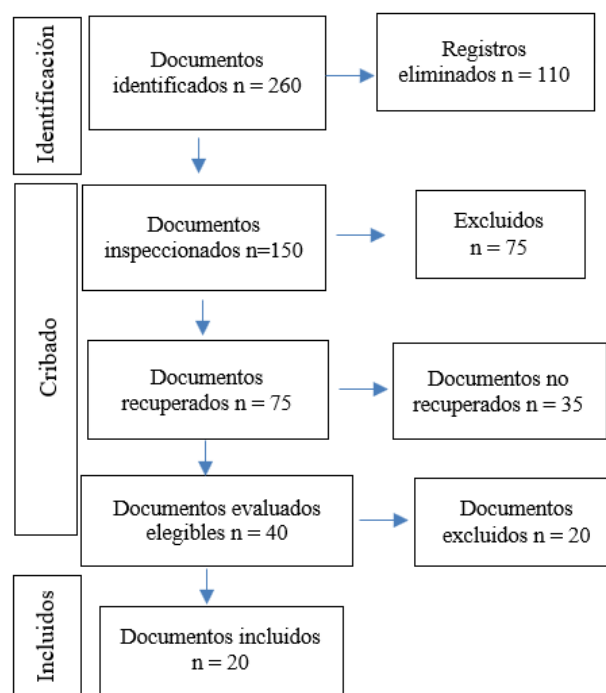 Identificación
Documentos
identificados n = 260
Registros
eliminados n = 110
Cribado
Documentos
inspeccionados n=150
Excluidos
n = 75
Documentos
recuperados n = 75
Documentos no
recuperados n = 35
Documentos evaluados
elegibles n = 40
Documentos
excluidos n = 20
Incluidos
Documentos incluidos
n = 20